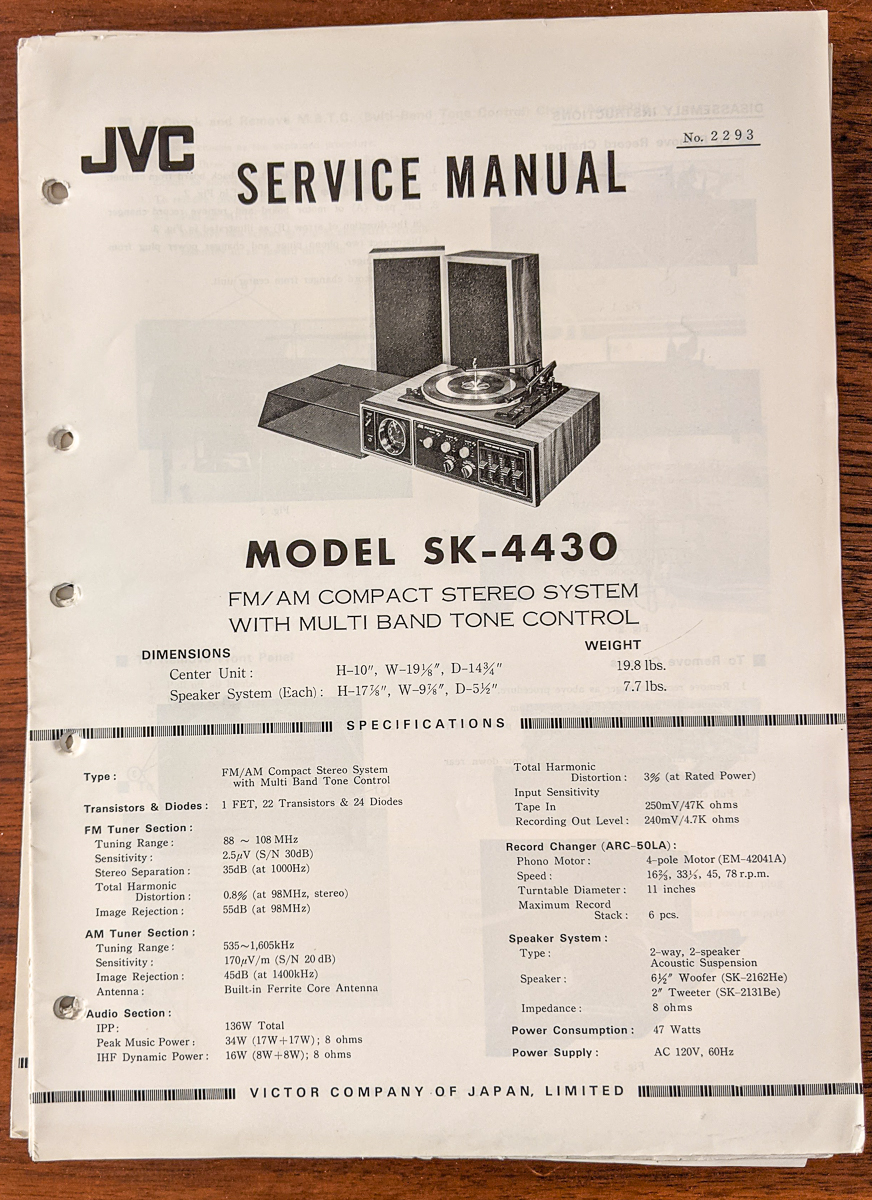 JVC
No. 2293
SERVICE MANUAL
MODEL SK-4430
FM/AM COMPACT STEREO SYSTEM
WITH MULTI BAND TONE CONTROL
DIMENSIONS
WEIGHT
Center Unit : H-10″, W-19⅛″, D-14¾″ 19.8 lbs.
Speaker System (Each) : H-17⅞″, W-9⅞″, D-5½″ 7.7 lbs.
SPECIFICATIONS
Type : FM/AM Compact Stereo System
with Multi Band Tone Control
Transistors & Diodes : 1 FET, 22 Transistors & 24 Diodes
FM Tuner Section :
Tuning Range : 88 ~ 108 MHz
Sensitivity : 2.5μV (S/N 30dB)
Stereo Separation : 35dB (at 1000Hz)
Total Harmonic
Distortion : 0.8% (at 98MHz, stereo)
Image Rejection : 55dB (at 98MHz)
AM Tuner Section :
Tuning Range : 535~1,605kHz
Sensitivity : 170μV/m (S/N 20 dB)
Image Rejection : 45dB (at 1400kHz)
Antenna : Built-in Ferrite Core Antenna
Audio Section :
IPP : 136W Total
Peak Music Power : 34W (17W+17W); 8 ohms
IHF Dynamic Power : 16W (8W+8W); 8 ohms
Total Harmonic
Distortion : 3% (at Rated Power)
Input Sensitivity
Tape In 250mV/47K ohms
Recording Out Level : 240mV/4.7K ohms
Record Changer (ARC-50LA) :
Phono Motor : 4-pole Motor (EM-42041A)
Speed : 16⅔, 33⅓, 45, 78 r.p.m.
Turntable Diameter : 11 inches
Maximum Record
Stack : 6 pcs.
Speaker System :
Type : 2-way, 2-speaker
Acoustic Suspension
Speaker : 6½″ Woofer (SK-2162He)
2″ Tweeter (SK-2131Be)
Impedance : 8 ohms
Power Consumption : 47 Watts
Power Supply : AC 120V, 60Hz
VICTOR COMPANY OF JAPAN, LIMITED